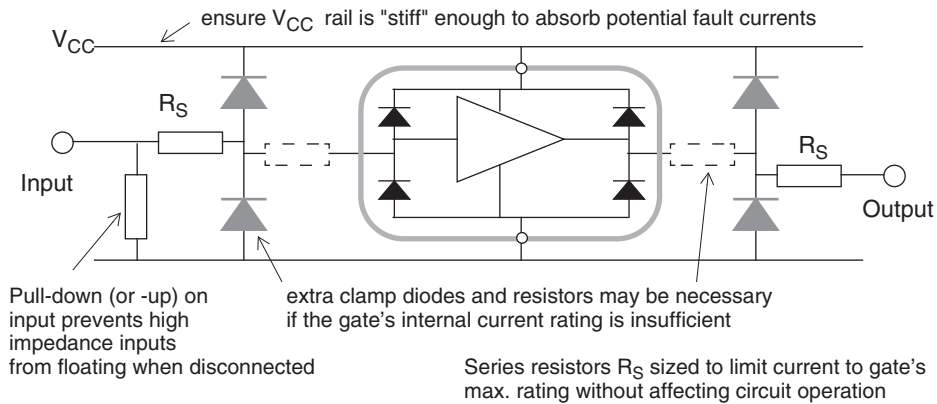 ensure VCC rail is "stiff" enough to absorb potential fault currents
VCC
RS
RS
Input
Output
Pull-down (or -up) on
input prevents high
impedance inputs
from floating when disconnected
extra clamp diodes and resistors may be necessary
if the gate's internal current rating is insufficient
Series resistors RS sized to limit current to gate's
max. rating without affecting circuit operation